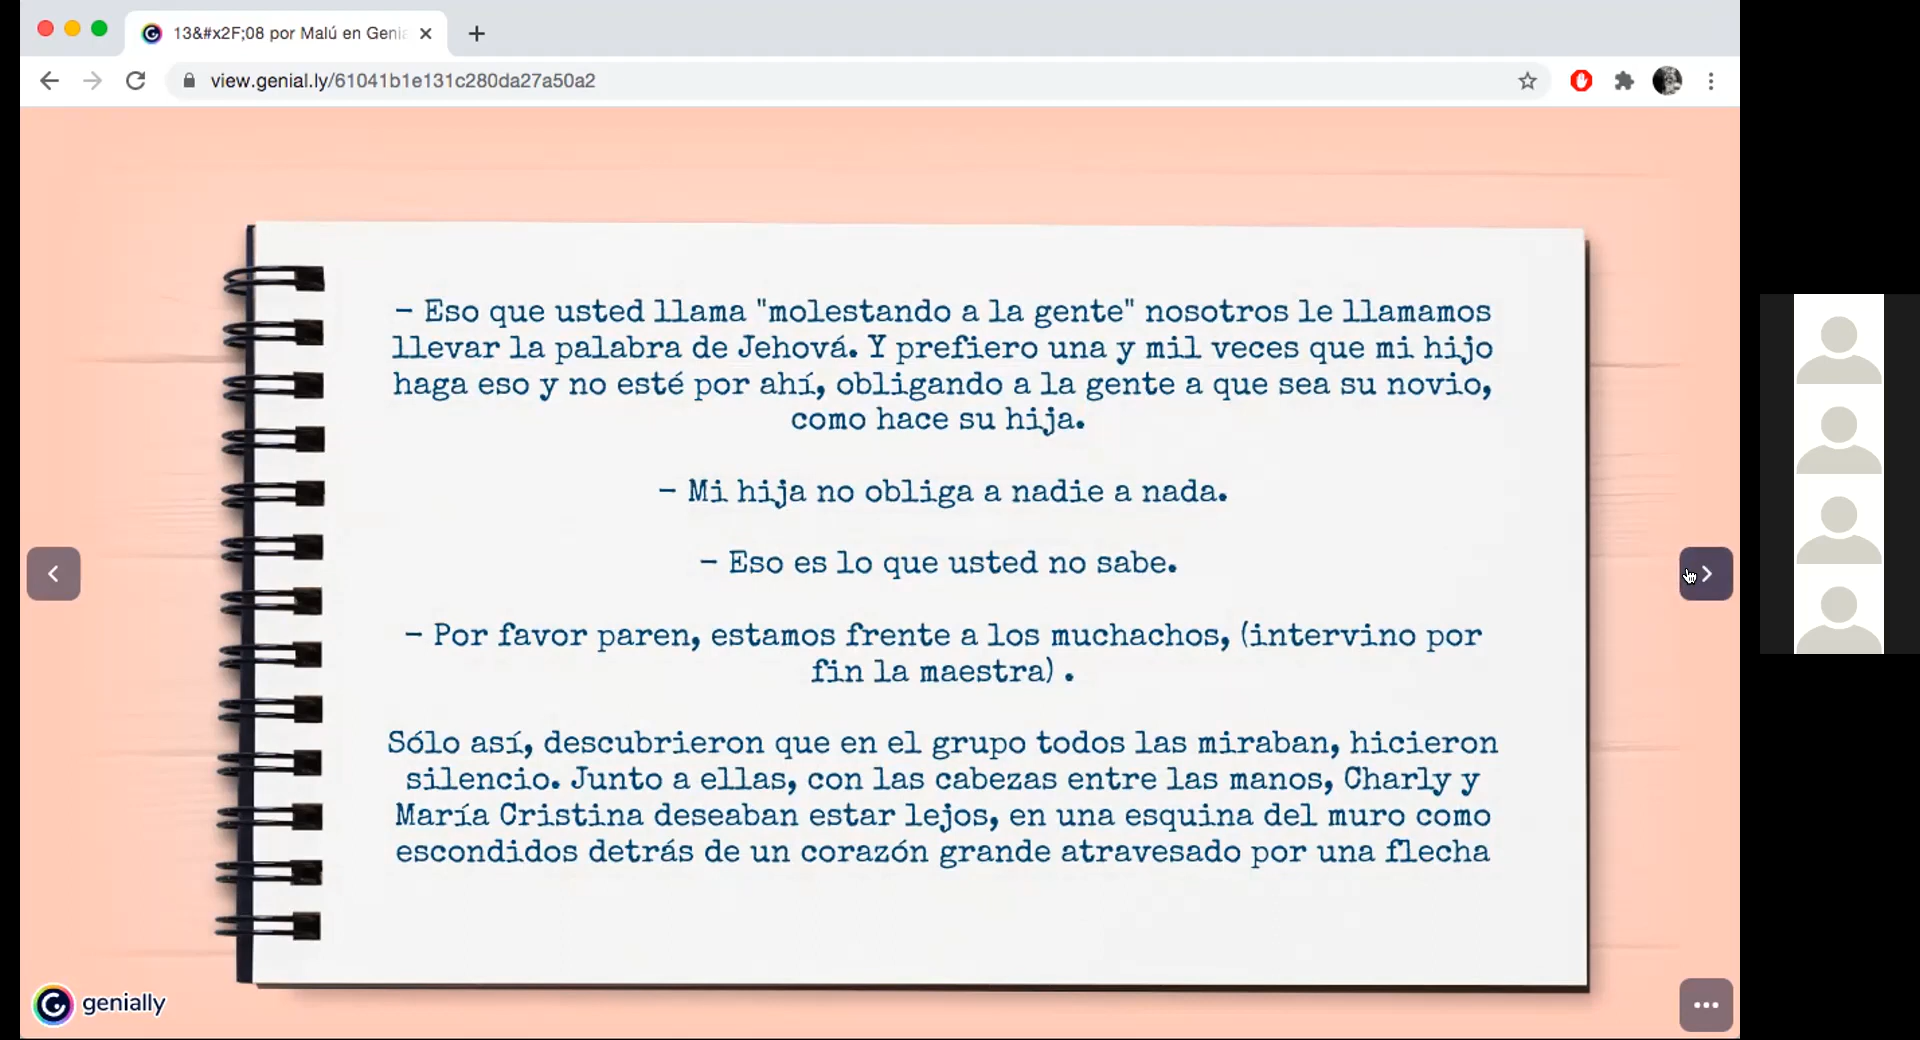 13&#x2F;08 por Malú en Genia
view.genial.ly/61041b1e131c280da27a50a2
– Eso que usted llama "molestando a la gente" nosotros le llamamos
llevar la palabra de Jehová. Y prefiero una y mil veces que mi hijo
haga eso y no esté por ahí, obligando a la gente a que sea su novio,
como hace su hija.
– Mi hija no obliga a nadie a nada.
– Eso es lo que usted no sabe.
– Por favor paren, estamos frente a los muchachos, (intervino por
fin la maestra) .
Sólo así, descubrieron que en el grupo todos las miraban, hicieron
silencio. Junto a ellas, con las cabezas entre las manos, Charly y
María Cristina deseaban estar lejos, en una esquina del muro como
escondidos detrás de un corazón grande atravesado por una flecha
genially